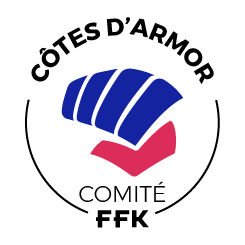 CÔTES D'ARMOR
COMITÉ
FFK